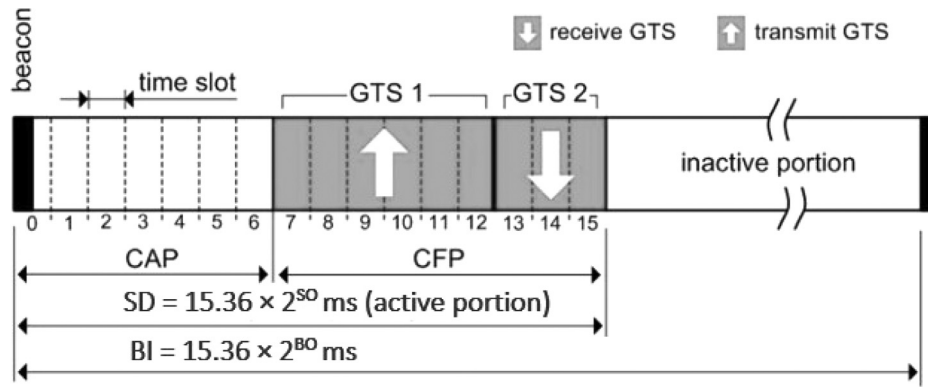 beacon
receive GTS transmit GTS
time slot
GTS 1 GTS 2
inactive portion
0 1 2 3 4 5 6 7 8 9 10 11 12 13 14 15
CAP CFP
SD = 15.36 × 2^SO ms (active portion)
BI = 15.36 × 2^BO ms